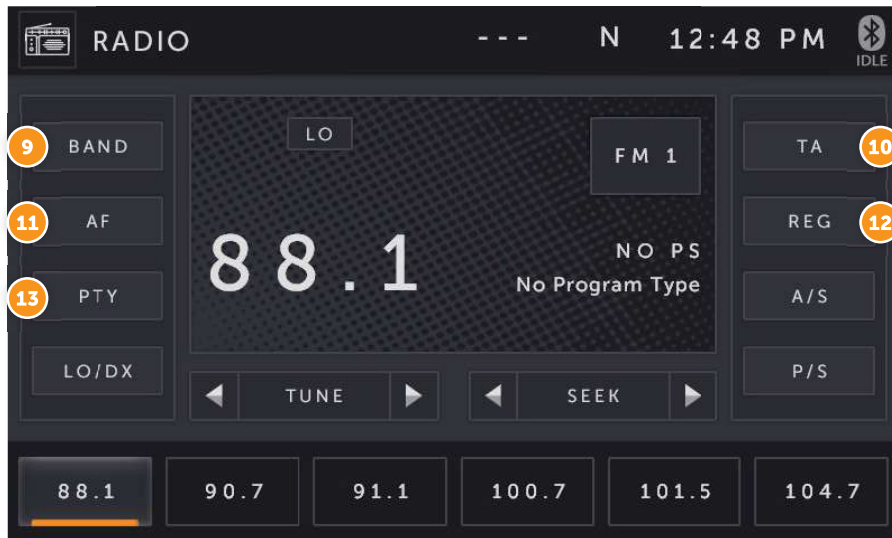 RADIO --- N 12:48 PM
IDLE
9 BAND LO FM 1 TA 10
11 AF REG 12
88.1 NO PS
13 PTY No Program Type A/S
LO/DX P/S
TUNE SEEK
88.1 90.7 91.1 100.7 101.5 104.7